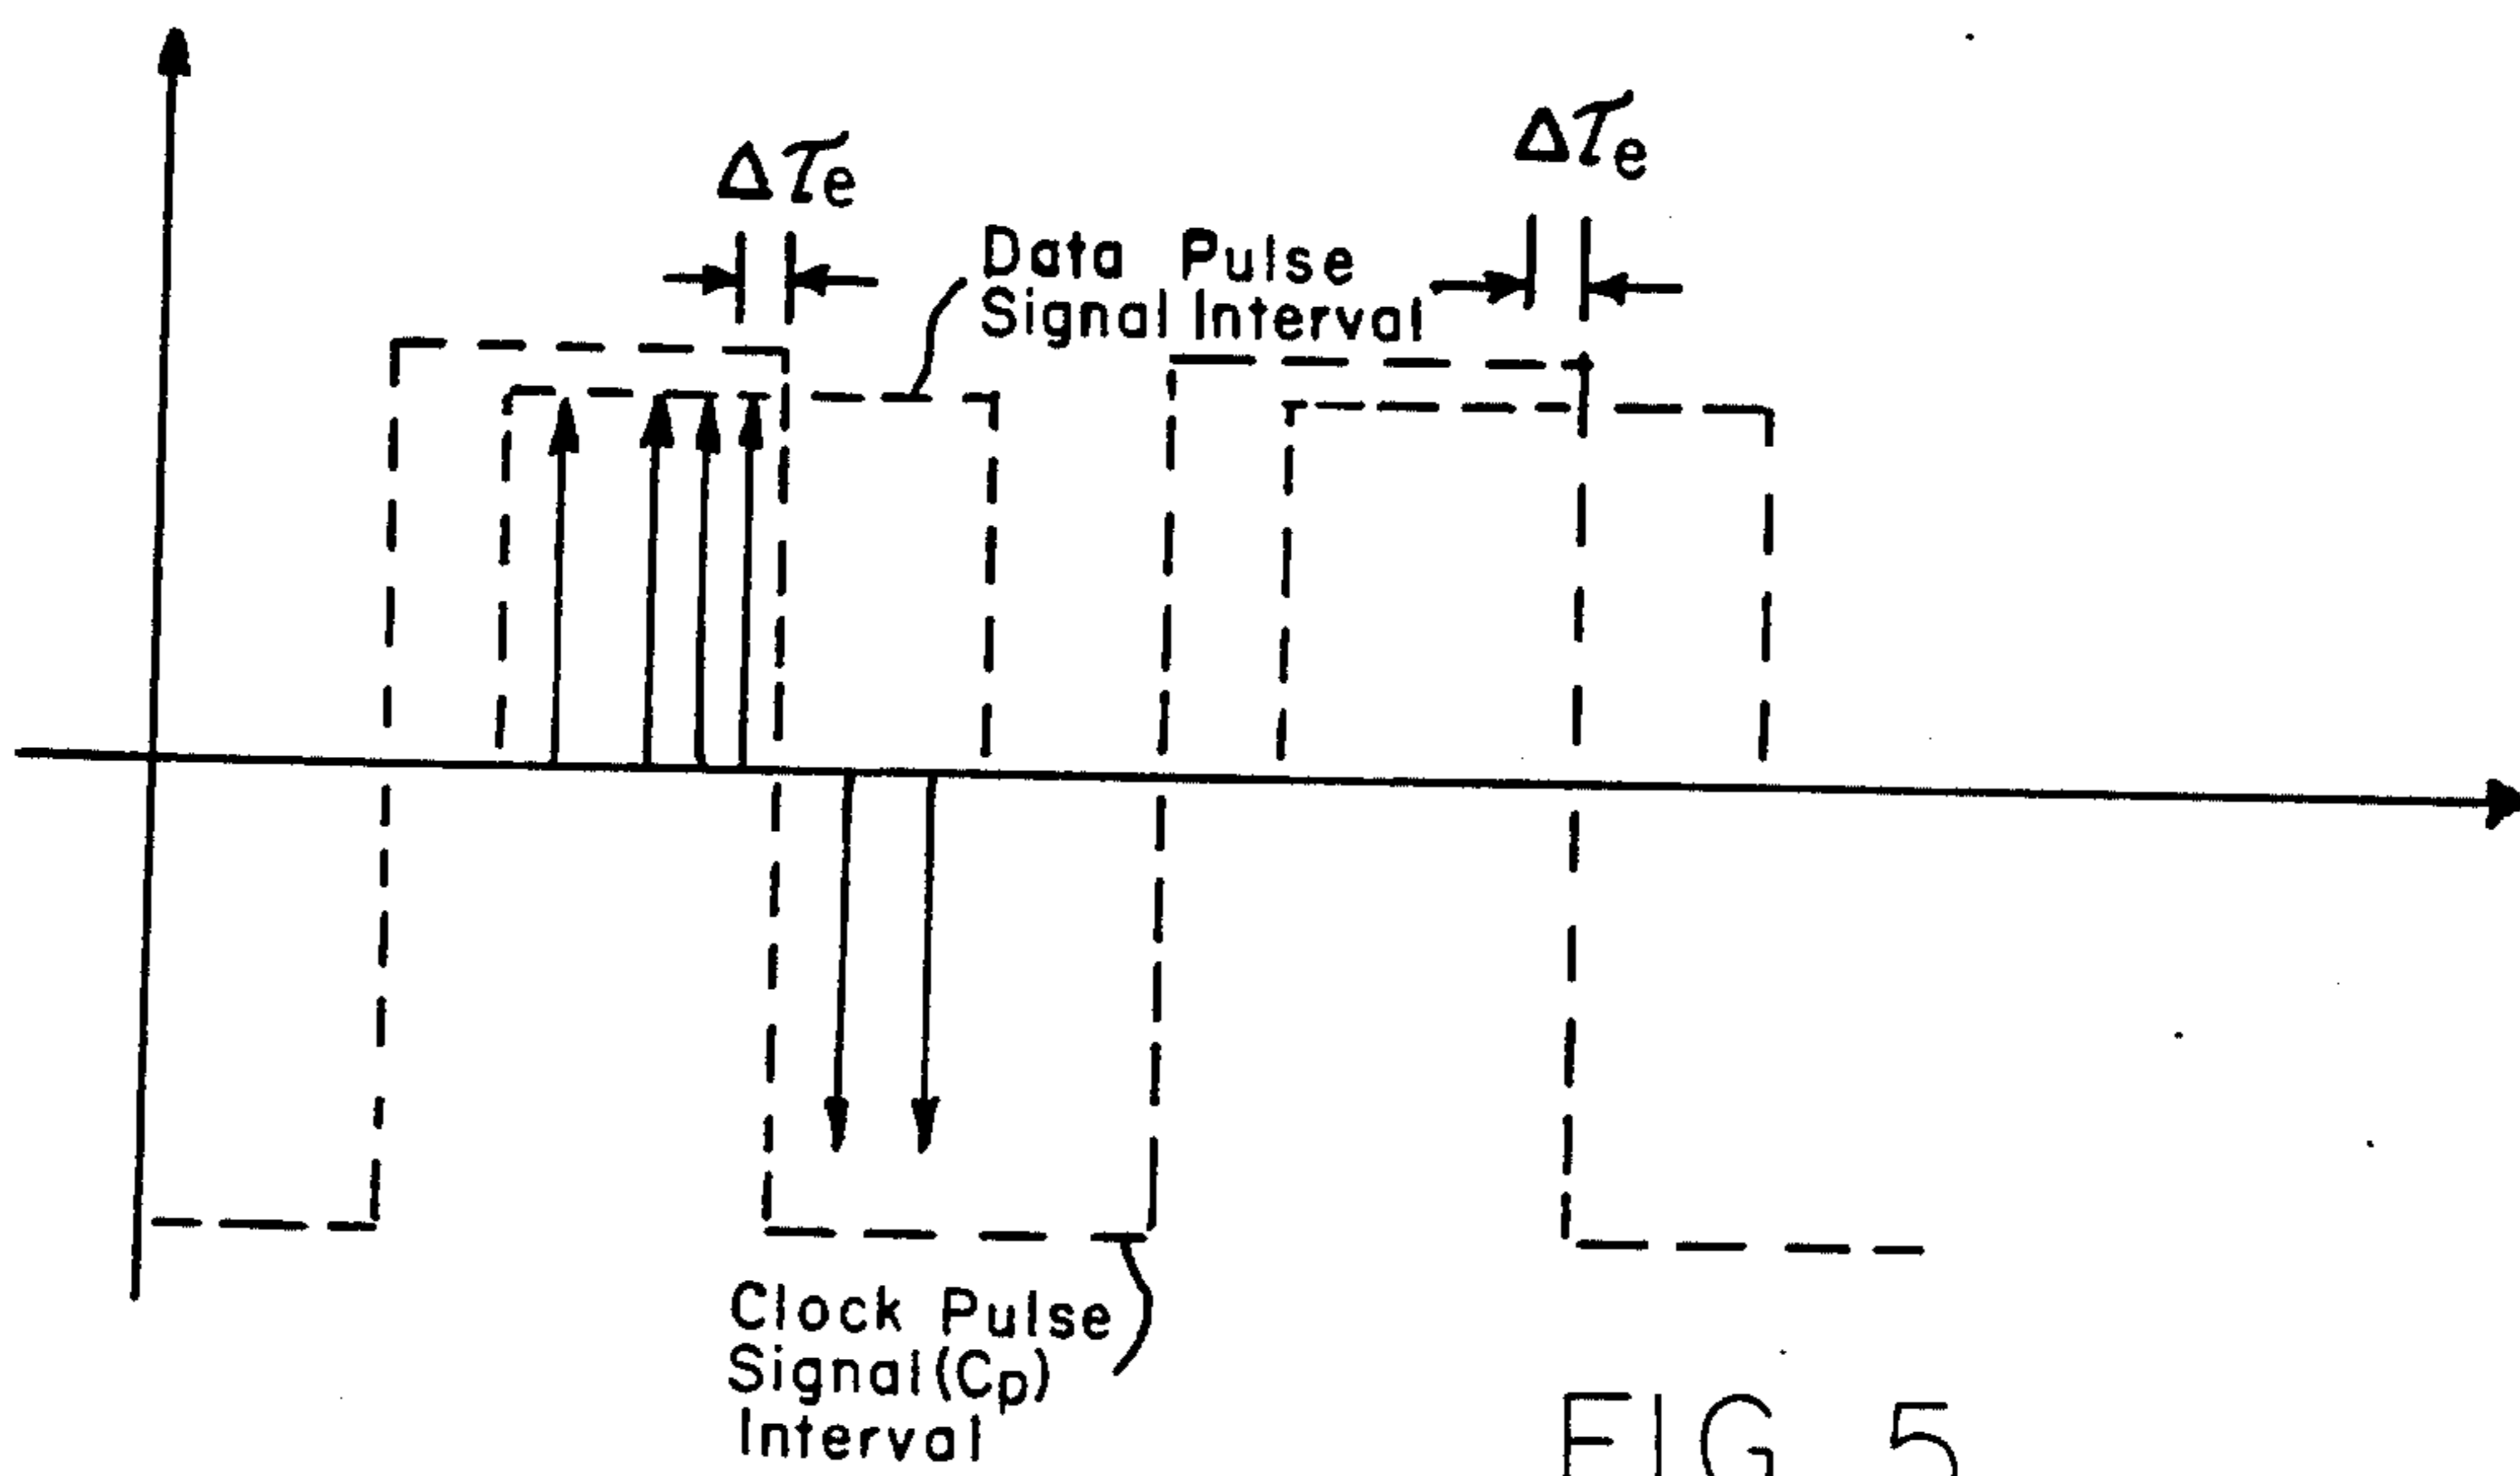 Δτe
Δτe
Data Pulse
Signal Interval
Clock Pulse
Signal(Cp)
Interval
FIG 5